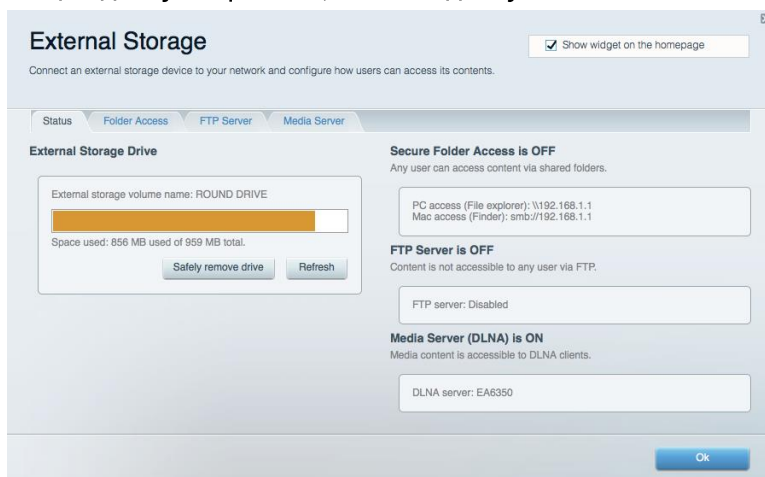 External Storage
Show widget on the homepage
Connect an external storage device to your network and configure how users can access its contents.
Status
Folder Access
FTP Server
Media Server
External Storage Drive
External storage volume name: ROUND DRIVE
Space used: 856 MB used of 959 MB total.
Safely remove drive
Refresh
Secure Folder Access is OFF
Any user can access content via shared folders.
PC access (File explorer): \\192.168.1.1
Mac access (Finder): smb://192.168.1.1
FTP Server is OFF
Content is not accessible to any user via FTP.
FTP server: Disabled
Media Server (DLNA) is ON
Media content is accessible to DLNA clients.
DLNA server: EA6350
Ok